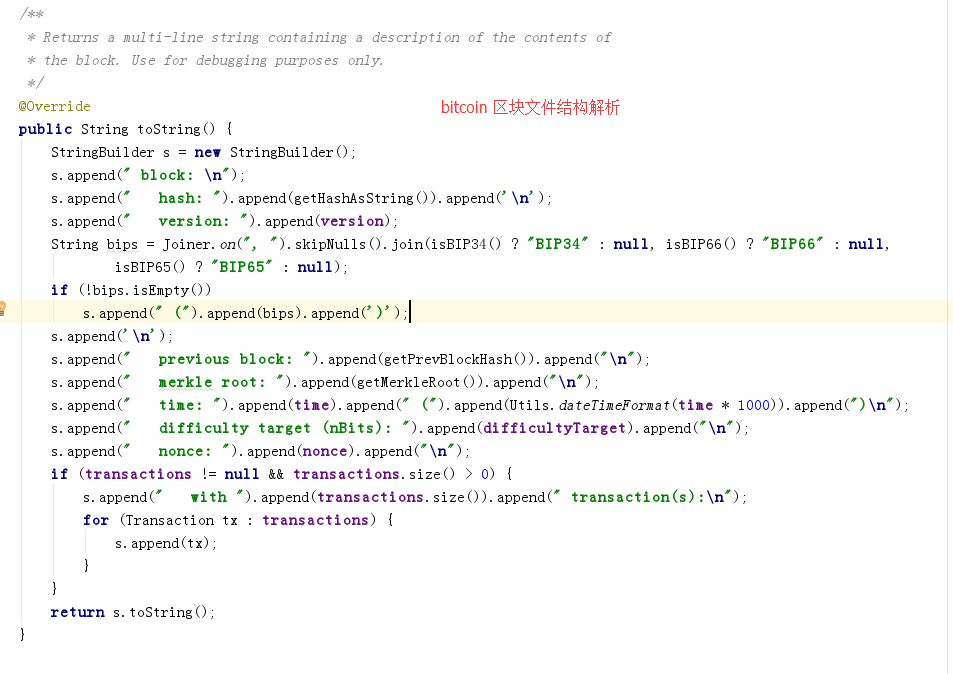 /**
 * Returns a multi-line string containing a description of the contents of
 * the block. Use for debugging purposes only.
 */
@Override
bitcoin 区块文件结构解析
public String toString() {
    StringBuilder s = new StringBuilder();
    s.append(" block: \n");
    s.append("   hash: ").append(getHashAsString()).append('\n');
    s.append("   version: ").append(version);
    String bips = Joiner.on(", ").skipNulls().join(isBIP34() ? "BIP34" : null, isBIP66() ? "BIP66" : null,
            isBIP65() ? "BIP65" : null);
    if (!bips.isEmpty())
        s.append(" (").append(bips).append(')');
    s.append('\n');
    s.append("   previous block: ").append(getPrevBlockHash()).append("\n");
    s.append("   merkle root: ").append(getMerkleRoot()).append("\n");
    s.append("   time: ").append(time).append(" (").append(Utils.dateTimeFormat(time * 1000)).append(")\n");
    s.append("   difficulty target (nBits): ").append(difficultyTarget).append("\n");
    s.append("   nonce: ").append(nonce).append("\n");
    if (transactions != null && transactions.size() > 0) {
        s.append("   with ").append(transactions.size()).append(" transaction(s):\n");
        for (Transaction tx : transactions) {
            s.append(tx);
        }
    }
    return s.toString();
}